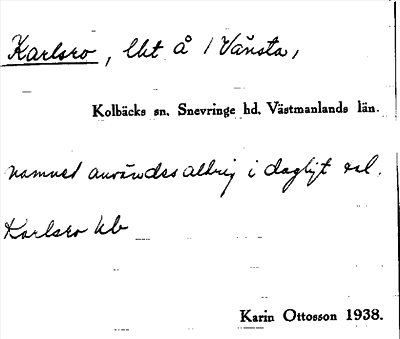 Karlsro, lht å 1 Vånsta,
Kolbäcks sn. Snevringe hd. Västmanlands län.
namnet användes aldrig i dagligt tal.
Karlsro kb
Karin Ottosson 1938.